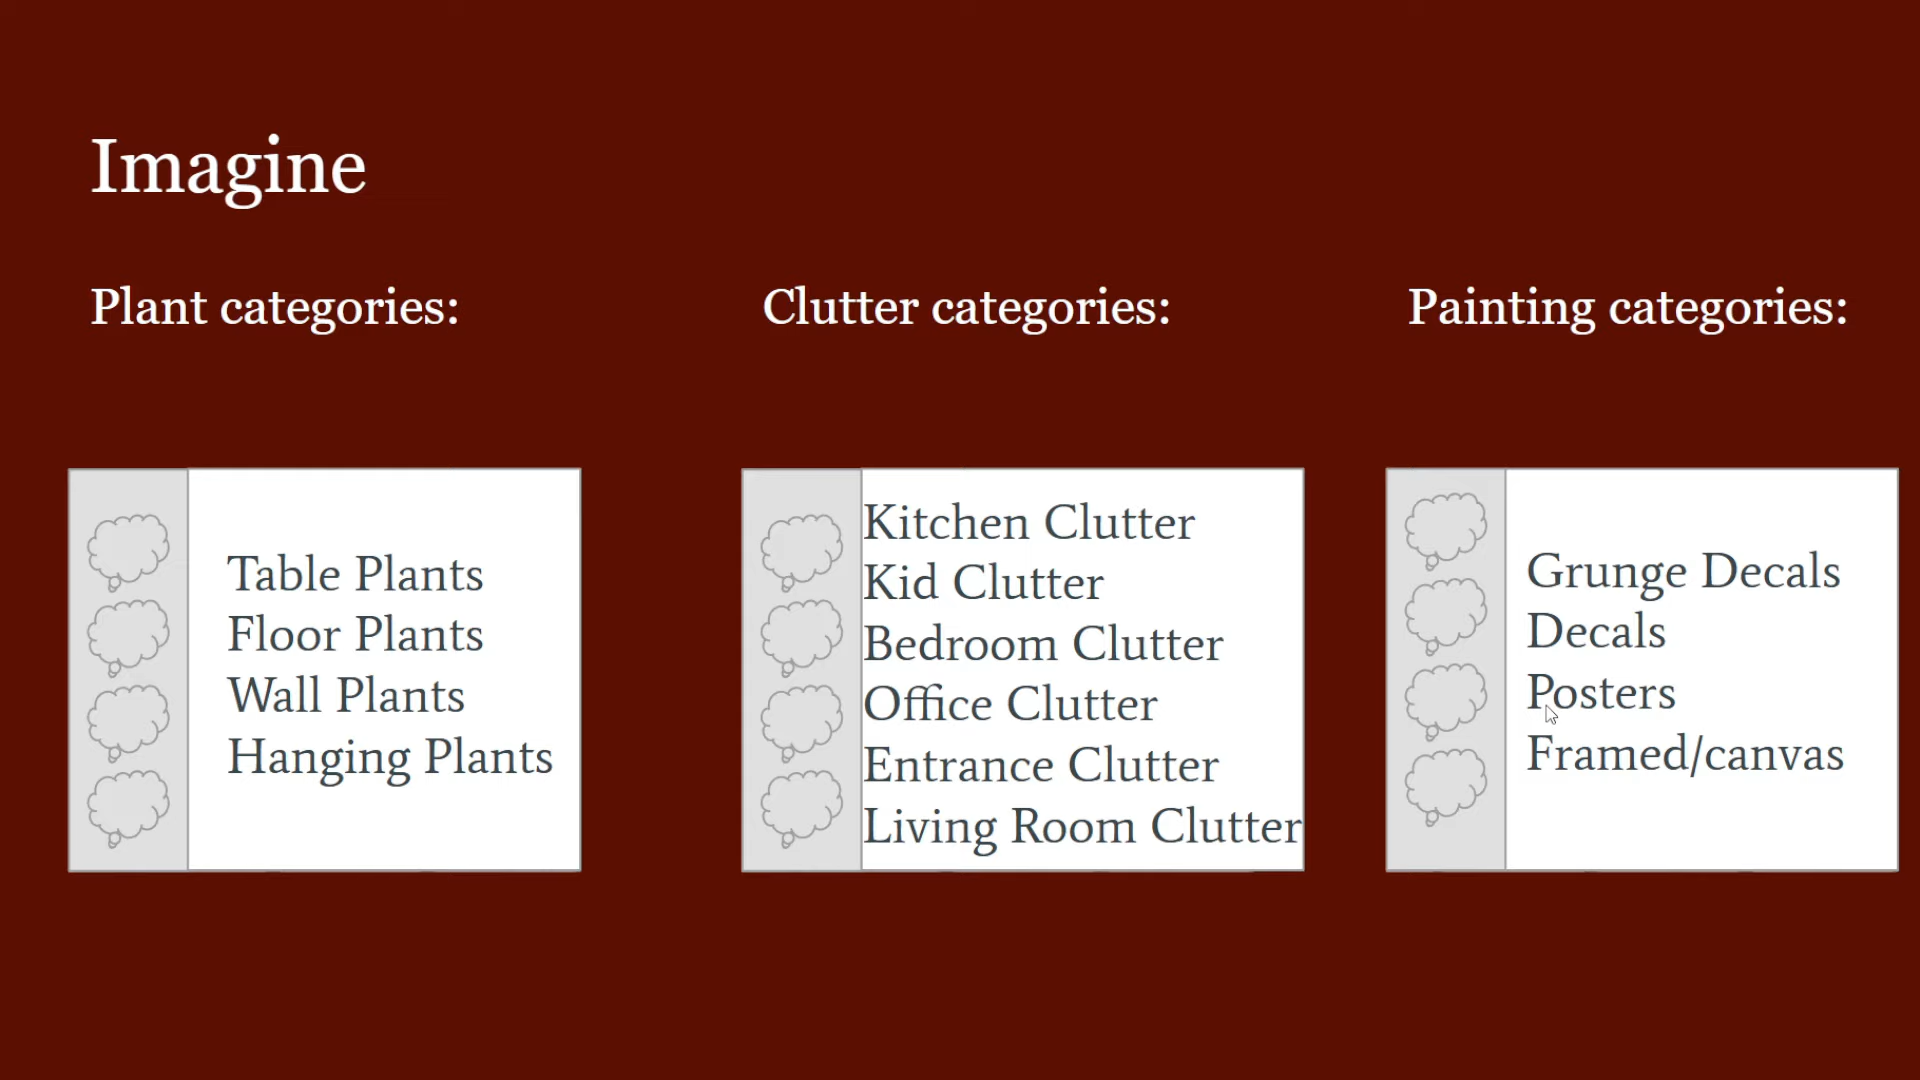 Imagine
Plant categories:
Table Plants
Floor Plants
Wall Plants
Hanging Plants
Clutter categories:
Kitchen Clutter
Kid Clutter
Bedroom Clutter
Office Clutter
Entrance Clutter
Living Room Clutter
Painting categories:
Grunge Decals
Decals
Posters
Framed/canvas